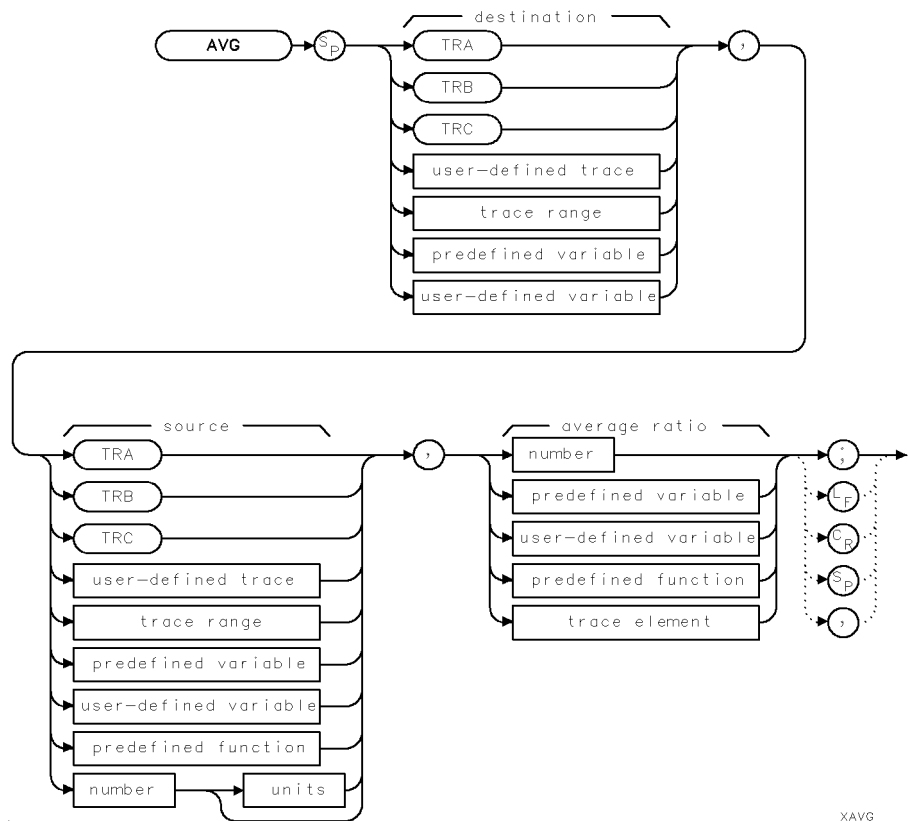 destination
AVG
SP
TRA
,
TRB
TRC
user-defined trace
trace range
predefined variable
user-defined variable
source
average ratio
TRA
,
number
;
TRB
predefined variable
LF
TRC
user-defined variable
CR
user-defined trace
predefined function
SP
trace range
trace element
,
predefined variable
user-defined variable
predefined function
number
units
XAVG